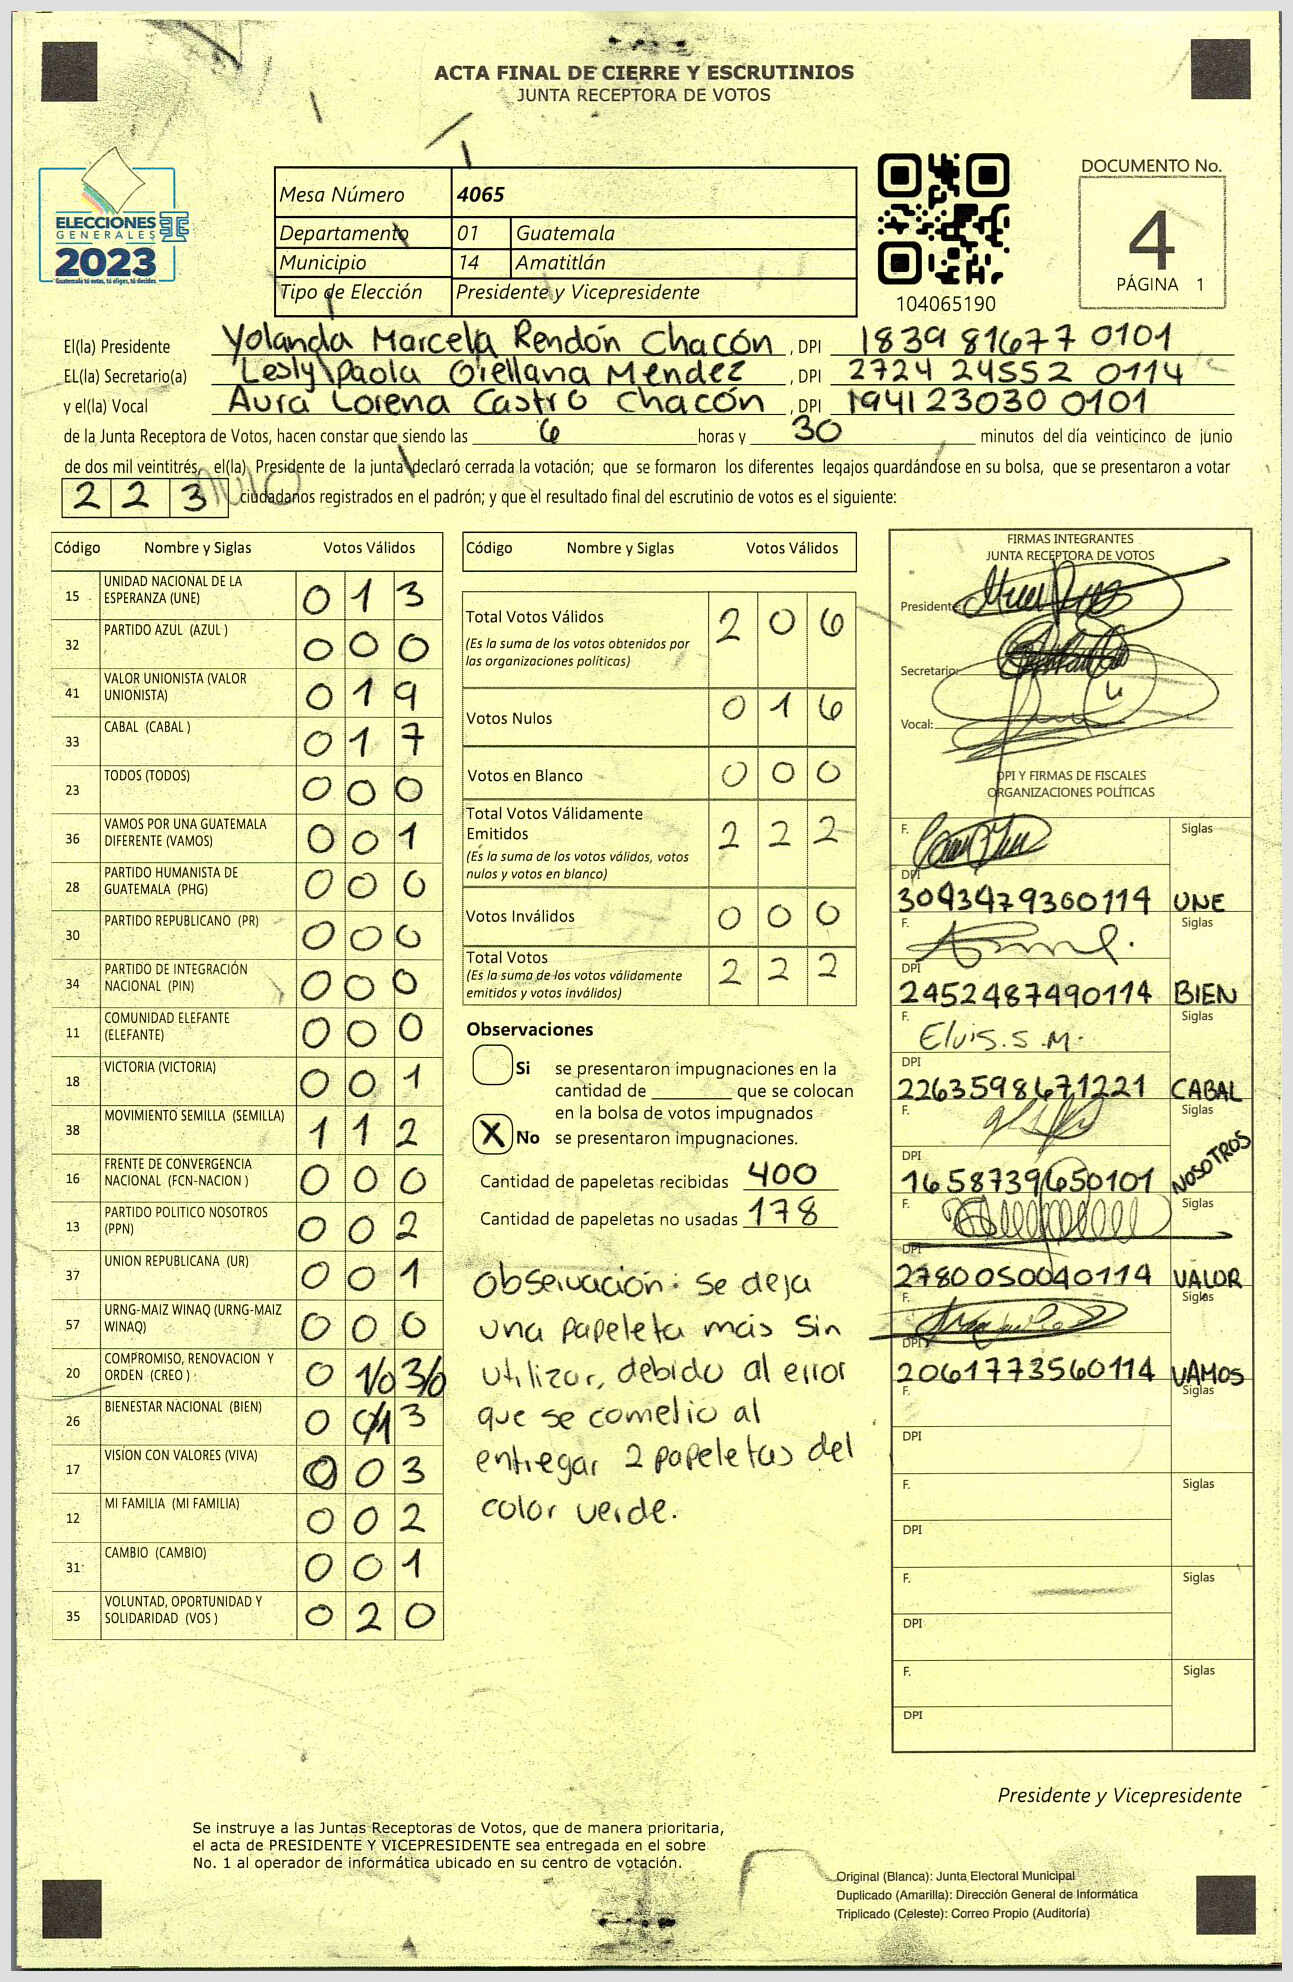 ACTA FINAL DE CIERRE Y ESCRUTINIOS
JUNTA RECEPTORA DE VOTOS
ELECCIONES
GENERALES
2023
Guatemala tú votas, tú eliges, tú decides
Mesa Número 4065
Departamento 01 Guatemala
Municipio 14 Amatitlán
Tipo de Elección Presidente y Vicepresidente
104065190
DOCUMENTO No.
4
PÁGINA 1
El(la) Presidente Yolanda Marcela Rendón Chacón , DPI 1839 81677 0101
EL(la) Secretario(a) Lesly Paola Orellana Mendez , DPI 2724 24552 0114
y el(la) Vocal Aura Lorena Castro Chacón , DPI 194123030 0101
de la Junta Receptora de Votos, hacen constar que siendo las 6 horas y 30 minutos del día veinticinco de junio
de dos mil veintitrés, el(la) Presidente de la junta declaró cerrada la votación; que se formaron los diferentes legajos quardándose en su bolsa, que se presentaron a votar
223 ciudadanos registrados en el padrón; y que el resultado final del escrutinio de votos es el siguiente:
Código Nombre y Siglas Votos Válidos
15 UNIDAD NACIONAL DE LA ESPERANZA (UNE) 013
32 PARTIDO AZUL (AZUL ) 000
41 VALOR UNIONISTA (VALOR UNIONISTA) 019
33 CABAL (CABAL ) 017
23 TODOS (TODOS) 000
36 VAMOS POR UNA GUATEMALA DIFERENTE (VAMOS) 001
28 PARTIDO HUMANISTA DE GUATEMALA (PHG) 000
30 PARTIDO REPUBLICANO (PR) 000
34 PARTIDO DE INTEGRACIÓN NACIONAL (PIN) 000
11 COMUNIDAD ELEFANTE (ELEFANTE) 000
18 VICTORIA (VICTORIA) 001
38 MOVIMIENTO SEMILLA (SEMILLA) 112
16 FRENTE DE CONVERGENCIA NACIONAL (FCN-NACION ) 000
13 PARTIDO POLITICO NOSOTROS (PPN) 002
37 UNION REPUBLICANA (UR) 001
57 URNG-MAIZ WINAQ (URNG-MAIZ WINAQ) 000
20 COMPROMISO, RENOVACION Y ORDEN (CREO ) 0 1/0 3/0
26 BIENESTAR NACIONAL (BIEN) 0 0/1 3
17 VISÍON CON VALORES (VIVA) 003
12 MI FAMILIA (MI FAMILIA) 002
31 CAMBIO (CAMBIO) 001
35 VOLUNTAD, OPORTUNIDAD Y SOLIDARIDAD (VOS ) 020
Código Nombre y Siglas Votos Válidos
Total Votos Válidos 206
(Es la suma de los votos obtenidos por
las organizaciones políticas)
Votos Nulos 016
Votos en Blanco 000
Total Votos Válidamente
Emitidos 222
(Es la suma de los votos válidos, votos
nulos y votos en blanco)
Votos Inválidos 000
Total Votos 222
(Es la suma de los votos válidamente
emitidos y votos inválidos)
Observaciones
Si se presentaron impugnaciones en la
cantidad de ________ que se colocan
en la bolsa de votos impugnados
X No se presentaron impugnaciones.
Cantidad de papeletas recibidas 400
Cantidad de papeletas no usadas 178
Observación: Se deja
una papeleta más sin
utilizar, debido al error
que se cometio al
entregar 2 papeletas del
color verde.
FIRMAS INTEGRANTES
JUNTA RECEPTORA DE VOTOS
Presidente:
Secretario:
Vocal:
DPI Y FIRMAS DE FISCALES
ORGANIZACIONES POLÍTICAS
F. Siglas
DPI
3043479360114 UNE
F. Siglas
DPI
2452487490114 BIEN
F. Elvis. S. M. Siglas
DPI
2263598671221 CABAL
F. Siglas
DPI
1658739650101 NOSOTROS
F. Siglas
DPI
2780050040114 VALOR
F. Siglas
DPI
2061773560114 VAMOS
F. Siglas
DPI
F. Siglas
DPI
F. Siglas
DPI
F. Siglas
DPI
Presidente y Vicepresidente
Se instruye a las Juntas Receptoras de Votos, que de manera prioritaria,
el acta de PRESIDENTE Y VICEPRESIDENTE sea entregada en el sobre
No. 1 al operador de informática ubicado en su centro de votación.
Original (Blanca): Junta Electoral Municipal
Duplicado (Amarilla): Dirección General de Informática
Triplicado (Celeste): Correo Propio (Auditoría)